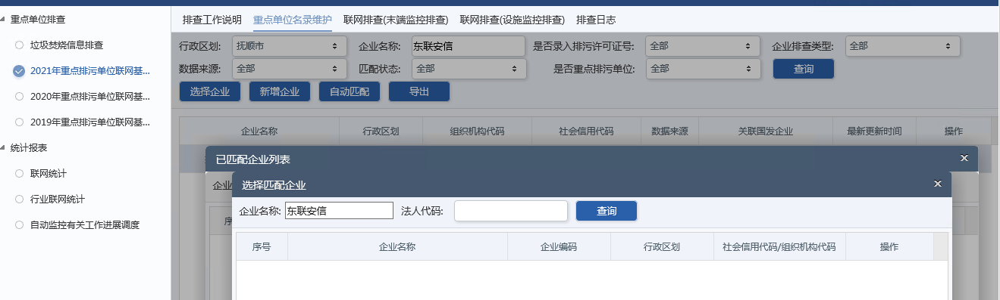 重点单位排查
垃圾焚烧信息排查
2021年重点排污单位联网基...
2020年重点排污单位联网基...
2019年重点排污单位联网基...
统计报表
联网统计
行业联网统计
自动监控有关工作进展调度
排查工作说明 重点单位名录维护 联网排查(末端监控排查) 联网排查(设施监控排查) 排查日志
行政区划: 抚顺市 企业名称: 东联安信 是否录入排污许可证号: 全部 企业排查类型: 全部
数据来源: 全部 匹配状态: 全部 是否重点排污单位: 全部 查询
选择企业 新增企业 自动匹配 导出
企业名称 行政区划 组织机构代码 社会信用代码 数据来源 关联国发企业 最新更新时间 操作
已匹配企业列表
企业
序
选择匹配企业
企业名称: 东联安信 法人代码: 查询
序号 企业名称 企业编码 行政区划 社会信用代码/组织机构代码 操作